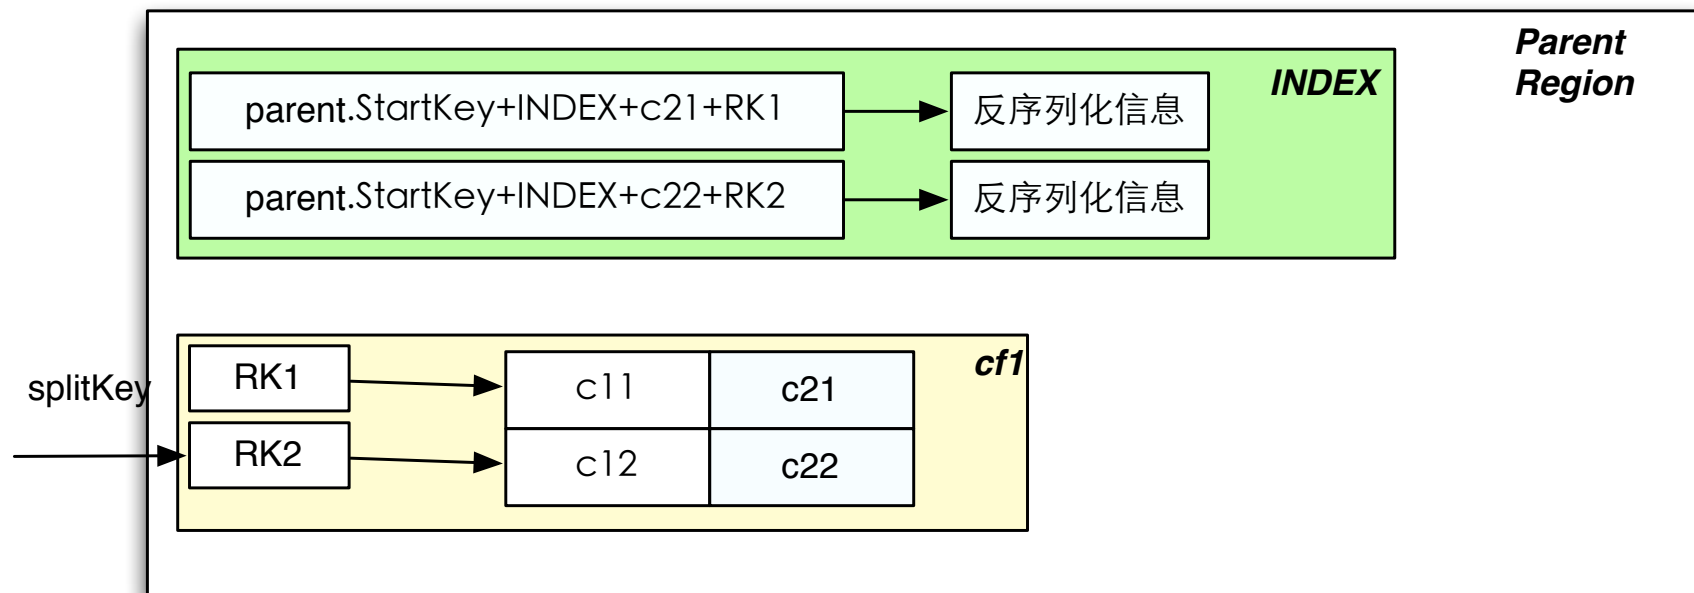 Parent
Region
INDEX
parent.StartKey+INDEX+c21+RK1
反序列化信息
parent.StartKey+INDEX+c22+RK2
反序列化信息
cf1
splitKey
RK1
c11
c21
RK2
c12
c22